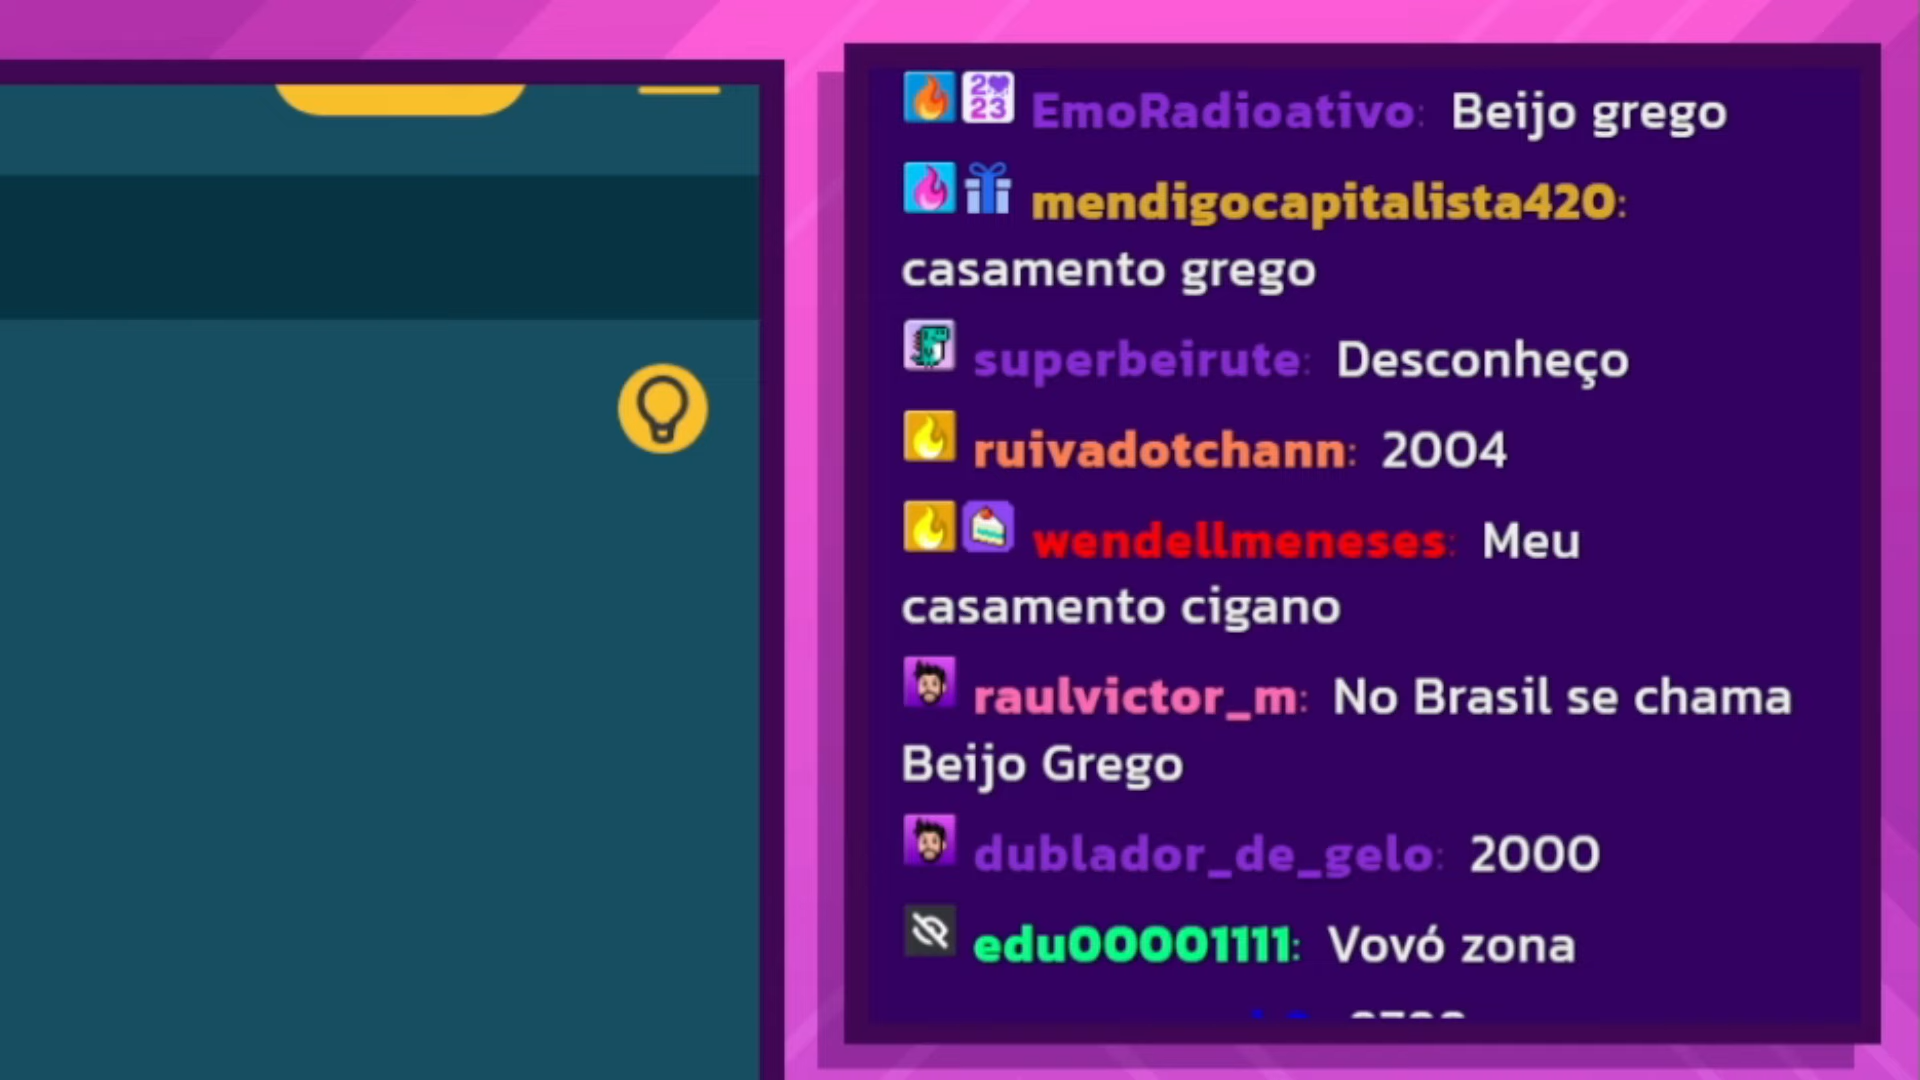 EmoRadioativo: Beijo grego
mendigocapitalista420:
casamento grego
superbeirute: Desconheço
ruivadotchann: 2004
wendellmeneses: Meu
casamento cigano
raulvictor_m: No Brasil se chama
Beijo Grego
dublador_de_gelo: 2000
edu00001111: Vovó zona